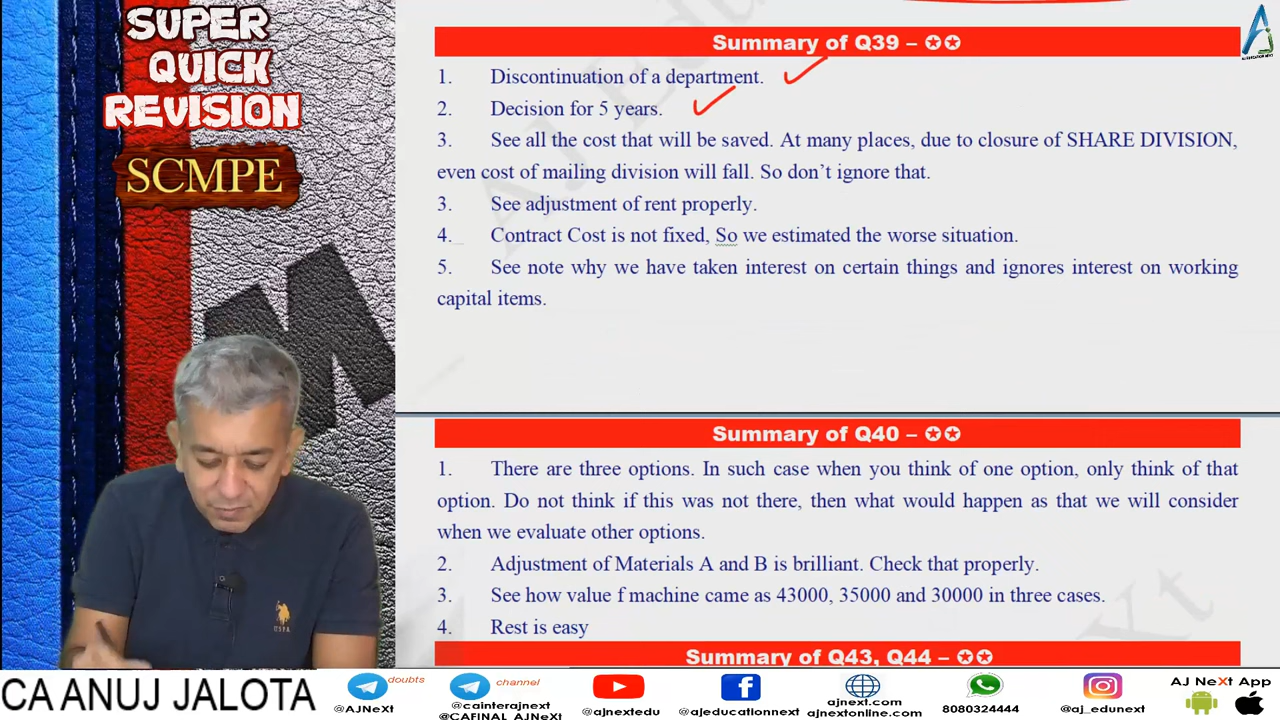 SUPER
QUICK
REVISION
SCMPE
Summary of Q39 – ✪✪
1. Discontinuation of a department.
2. Decision for 5 years.
3. See all the cost that will be saved. At many places, due to closure of SHARE DIVISION,
even cost of mailing division will fall. So don’t ignore that.
3. See adjustment of rent properly.
4. Contract Cost is not fixed, So we estimated the worse situation.
5. See note why we have taken interest on certain things and ignores interest on working
capital items.
Summary of Q40 – ✪✪
1. There are three options. In such case when you think of one option, only think of that
option. Do not think if this was not there, then what would happen as that we will consider
when we evaluate other options.
2. Adjustment of Materials A and B is brilliant. Check that properly.
3. See how value f machine came as 43000, 35000 and 30000 in three cases.
4. Rest is easy
Summary of Q43, Q44 – ✪✪
USPA
CA ANUJ JALOTA
doubts
@AJNeXt
channel
@cainterajnext
@CAFINAL_AJNeXt
@ajnextedu
@ajeducationnext
ajnext.com
ajnextonline.com
8080324444
@aj_edunext
AJ NeXt App